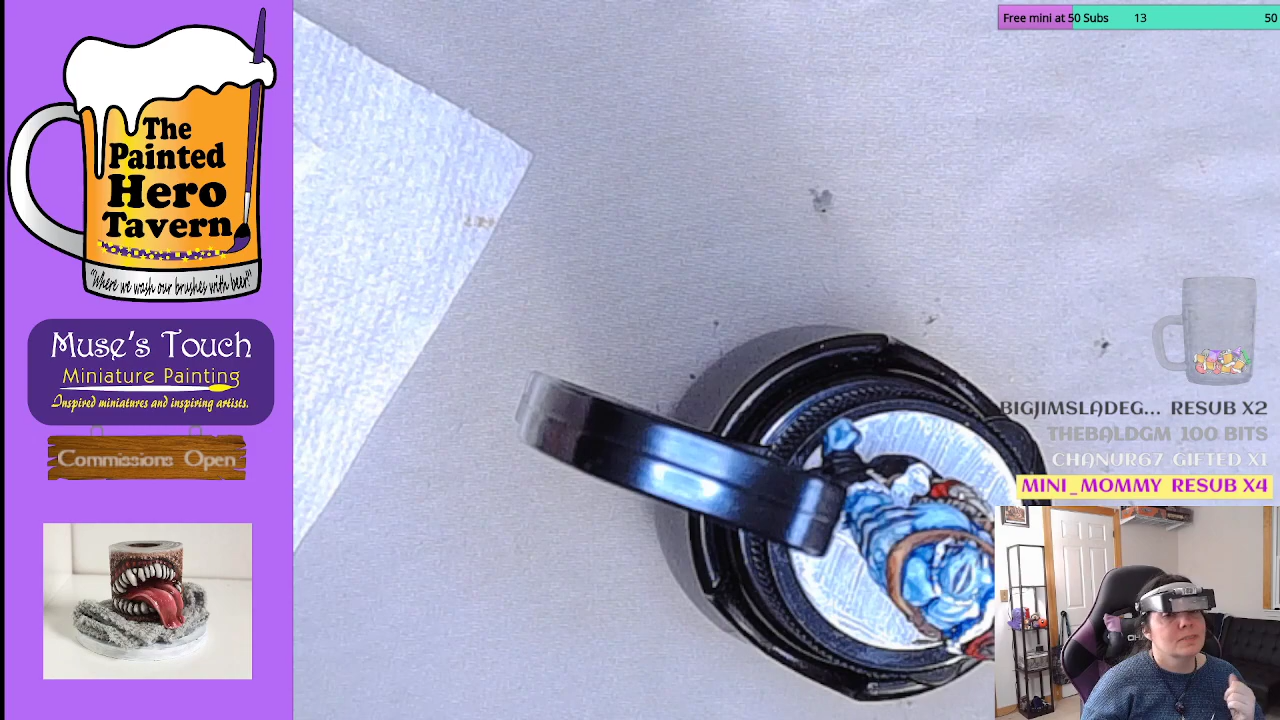 The
Painted
Hero
Tavern
"Where we wash our brushes with beer!"
Muse's Touch
Miniature Painting
Inspired miniatures and inspiring artists.
Commissions Open
Free mini at 50 Subs 13 50
BIGJIMSLADEG... RESUB X2
THEBALDGM 100 BITS
CHANUR67 GIFTED X1
MINI_MOMMY RESUB X4